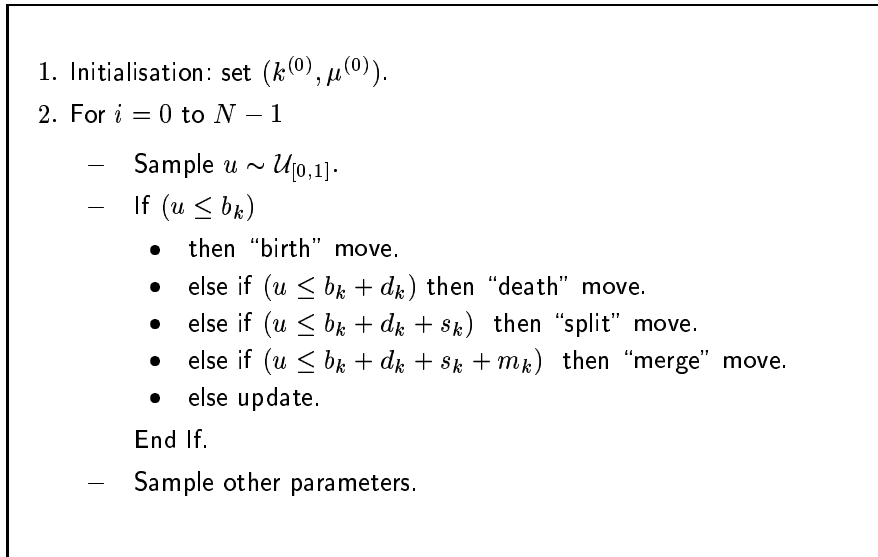 1. Initialisation: set (k^{(0)}, μ^{(0)}).
2. For i = 0 to N − 1
– Sample u ∼ 𝒰_{[0,1]}.
– If (u ≤ b_k)
• then “birth” move.
• else if (u ≤ b_k + d_k) then “death” move.
• else if (u ≤ b_k + d_k + s_k) then “split” move.
• else if (u ≤ b_k + d_k + s_k + m_k) then “merge” move.
• else update.
End If.
– Sample other parameters.